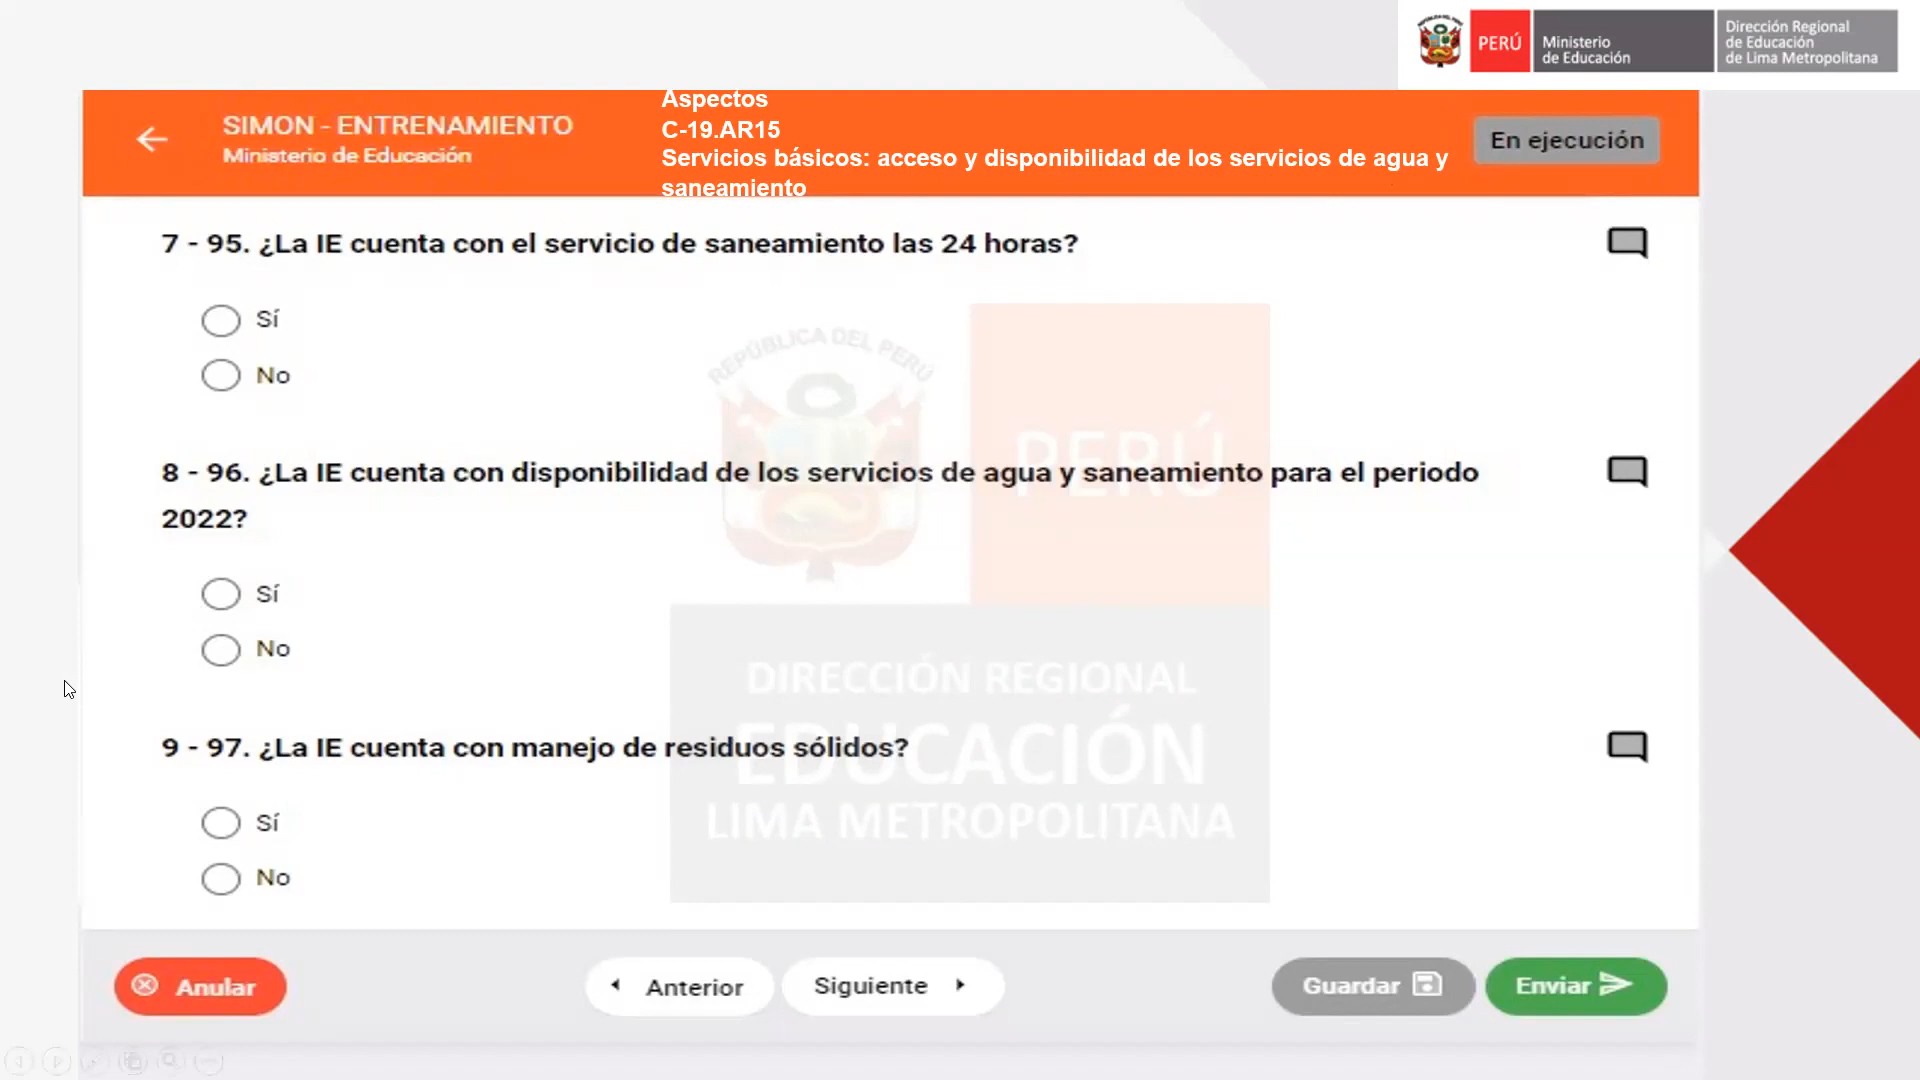 PERÚ
Ministerio
de Educación
Dirección Regional
de Educación
de Lima Metropolitana
SIMON - ENTRENAMIENTO
Ministerio de Educación
Aspectos
C-19.AR15
Servicios básicos: acceso y disponibilidad de los servicios de agua y
saneamiento
En ejecución
7 - 95. ¿La IE cuenta con el servicio de saneamiento las 24 horas?
Sí
No
REPÚBLICA DEL PERÚ
PERÚ
8 - 96. ¿La IE cuenta con disponibilidad de los servicios de agua y saneamiento para el periodo
2022?
Sí
No
DIRECCIÓN REGIONAL
EDUCACIÓN
LIMA METROPOLITANA
9 - 97. ¿La IE cuenta con manejo de residuos sólidos?
Sí
No
Anular
Anterior
Siguiente
Guardar
Enviar